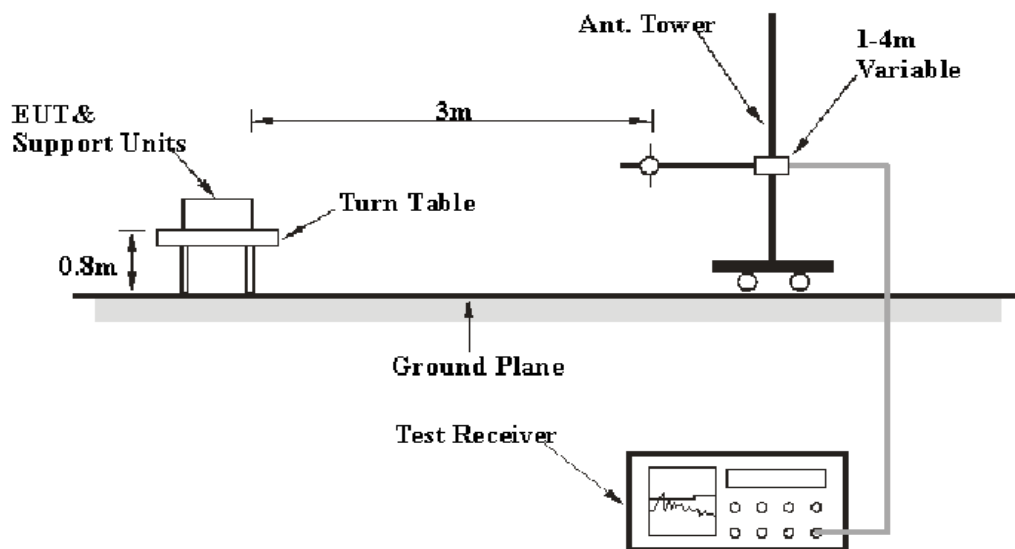 Ant. Tower
1-4m
Variable
3m
EUT&
Support Units
Turn Table
0.8m
Ground Plane
Test Receiver